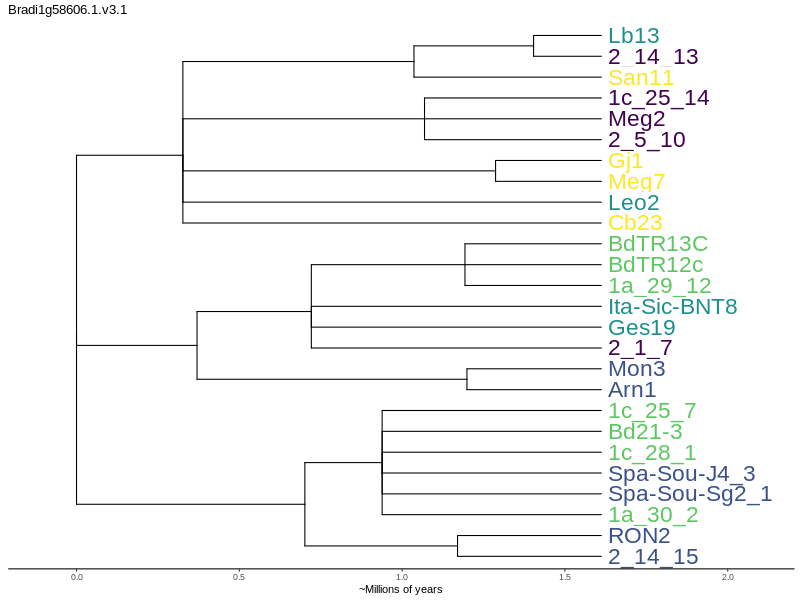 Bradi1g58606.1.v3.1
Lb13
2_14_13
San11
1c_25_14
Meg2
2_5_10
Gj1
Meg7
Leo2
Cb23
BdTR13C
BdTR12c
1a_29_12
Ita-Sic-BNT8
Ges19
2_1_7
Mon3
Arn1
1c_25_7
Bd21-3
1c_28_1
Spa-Sou-J4_3
Spa-Sou-Sg2_1
1a_30_2
RON2
2_14_15
0.0 0.5 1.0 1.5 2.0
~Millions of years